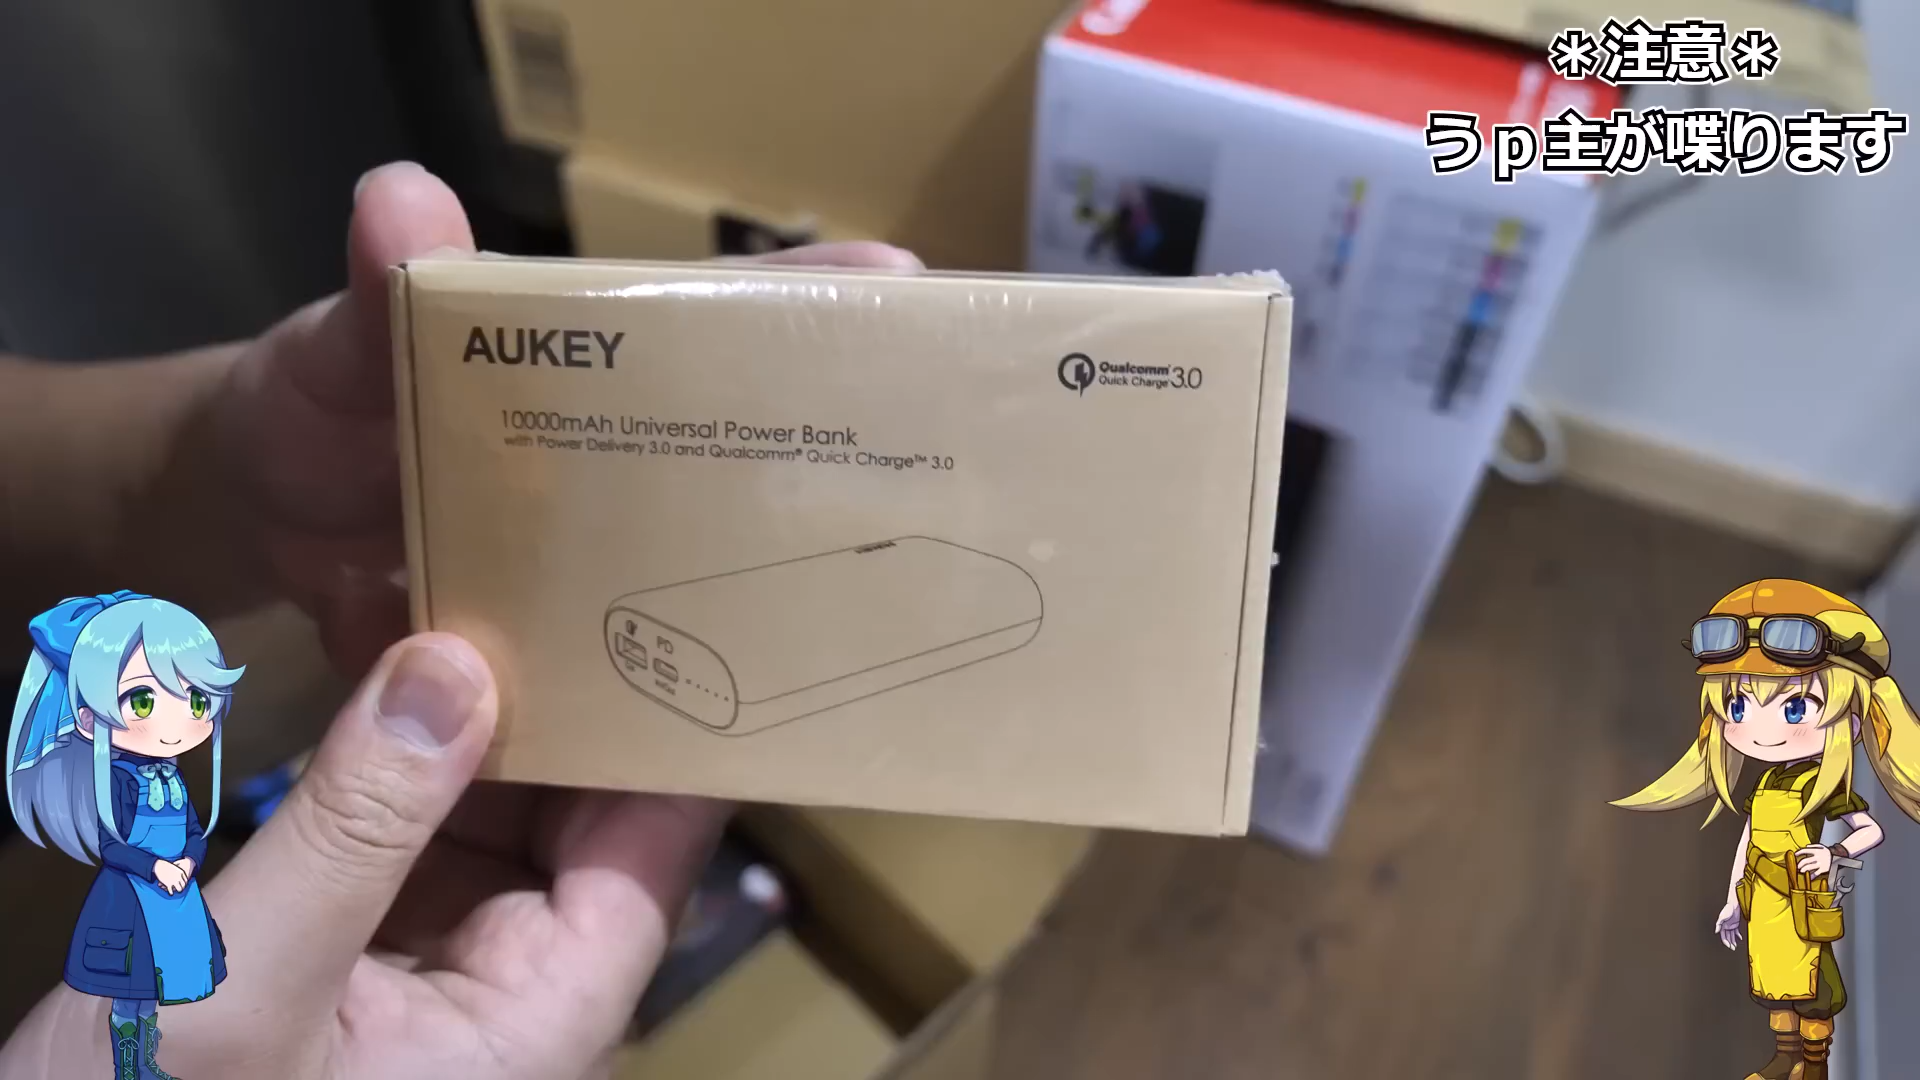 ＊注意＊
うｐ主が喋ります
AUKEY
Qualcomm®
Quick Charge™ 3.0
10000mAh Universal Power Bank
with Power Delivery 3.0 and Qualcomm® Quick Charge™ 3.0
PD